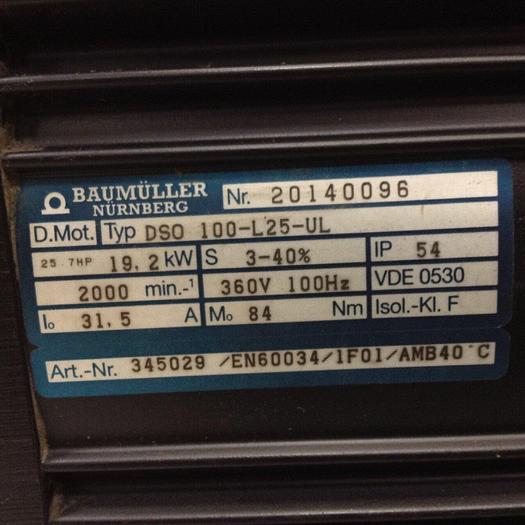 BAUMÜLLER
NÜRNBERG
Nr. 20140096
D.Mot. Typ DSO 100-L25-UL
25.7HP 19,2 kW S 3-40% IP 54
2000 min.-¹ 360V 100Hz VDE 0530
I₀ 31,5 A M₀ 84 Nm Isol.-Kl. F
Art.-Nr. 345029 /EN60034/1F01/AMB40°C